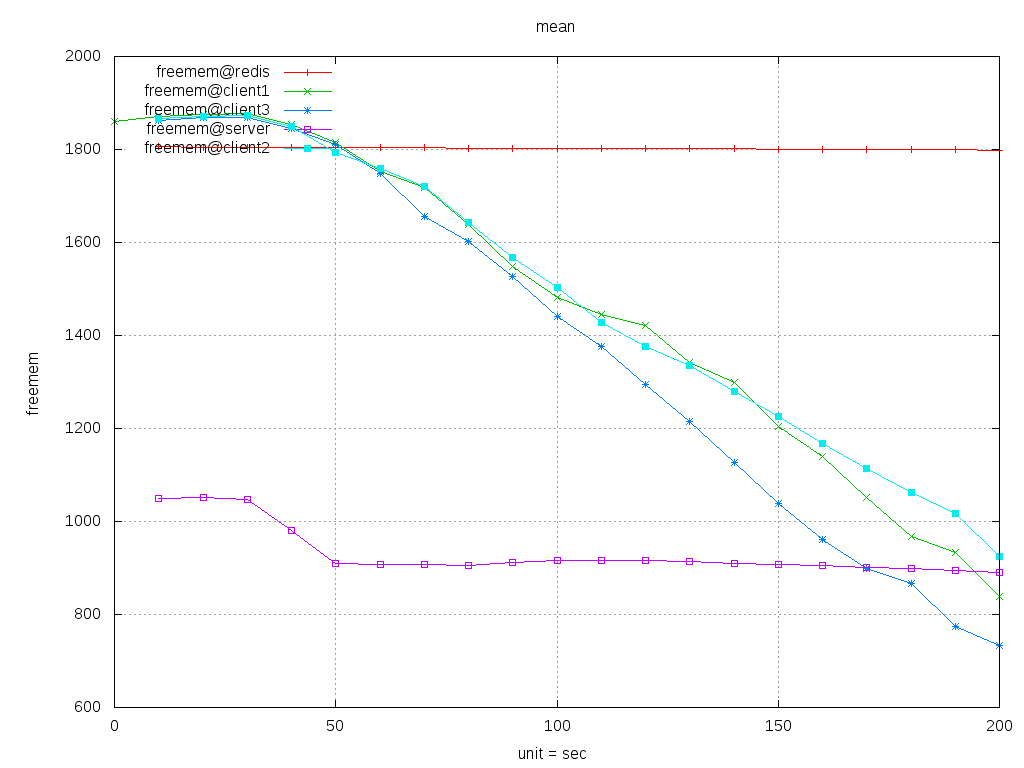 mean
2000
1800
1600
1400
1200
1000
800
600
freemem
freemem@redis
freemem@client1
freemem@client3
freemem@server
freemem@client2
0
50
100
150
200
unit = sec